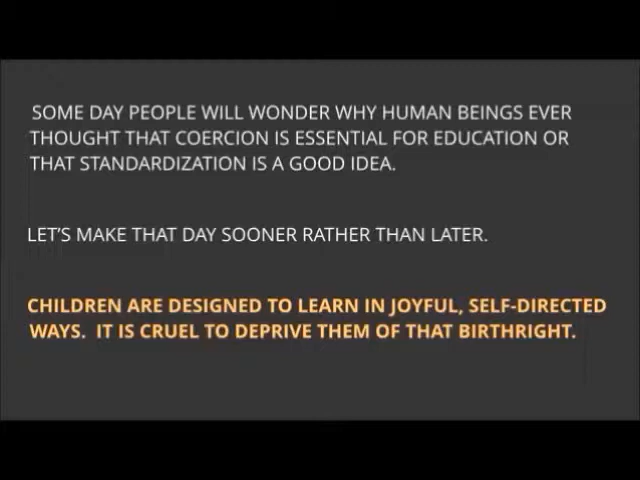 SOME DAY PEOPLE WILL WONDER WHY HUMAN BEINGS EVER
THOUGHT THAT COERCION IS ESSENTIAL FOR EDUCATION OR
THAT STANDARDIZATION IS A GOOD IDEA.
LET'S MAKE THAT DAY SOONER RATHER THAN LATER.
CHILDREN ARE DESIGNED TO LEARN IN JOYFUL, SELF-DIRECTED
WAYS.  IT IS CRUEL TO DEPRIVE THEM OF THAT BIRTHRIGHT.